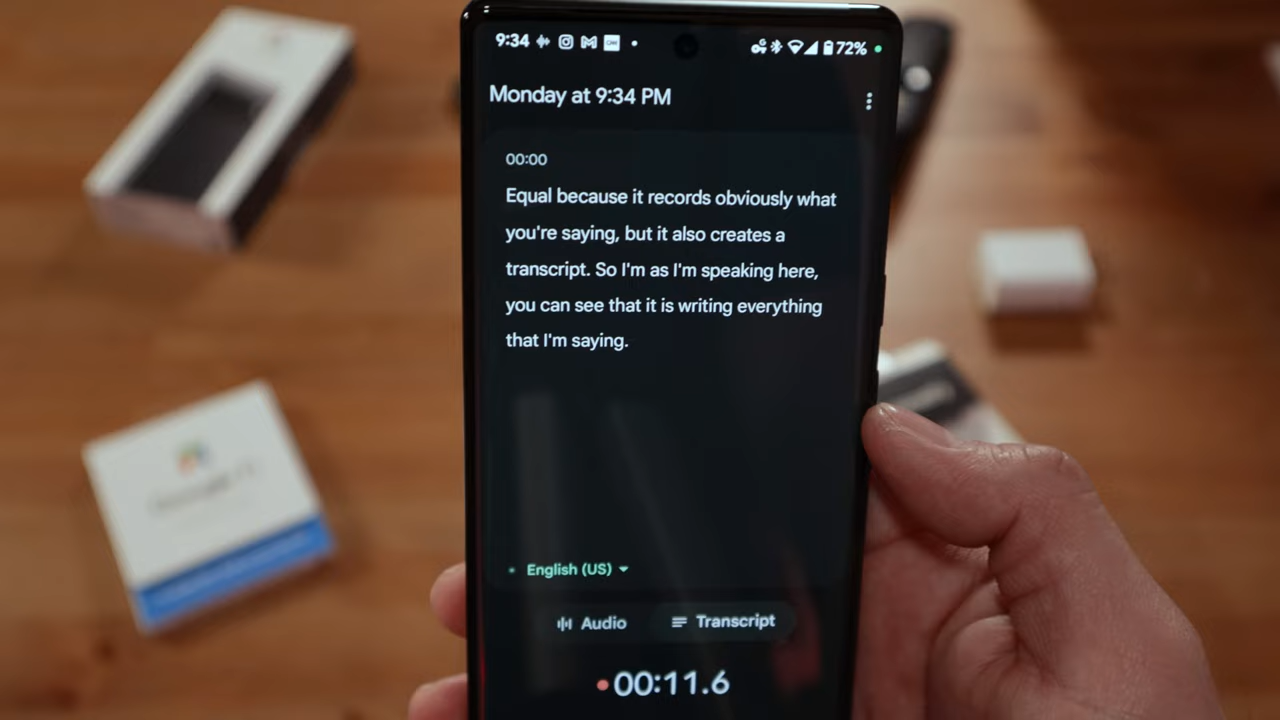 9:34
72%
Monday at 9:34 PM
00:00
Equal because it records obviously what
you're saying, but it also creates a
transcript. So I'm as I'm speaking here,
you can see that it is writing everything
that I'm saying.
English (US)
Audio
Transcript
00:11.6